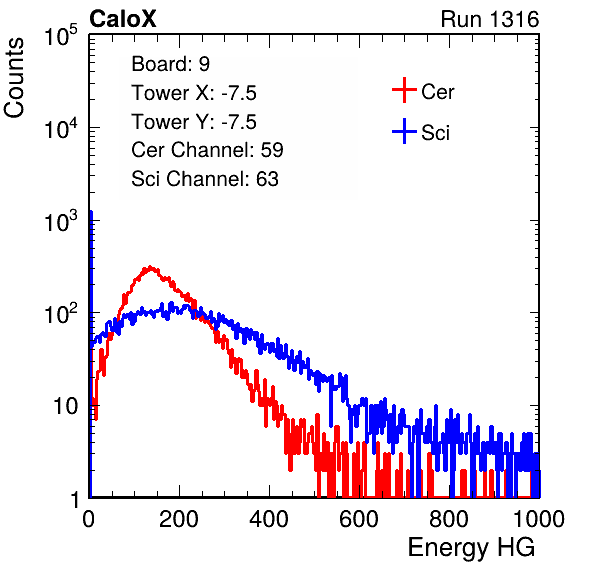 CaloX
Run 1316
Counts
Board: 9
Tower X: -7.5
Tower Y: -7.5
Cer Channel: 59
Sci Channel: 63
Cer
Sci
10^5
10^4
10^3
10^2
10
1
0 200 400 600 800 1000
Energy HG